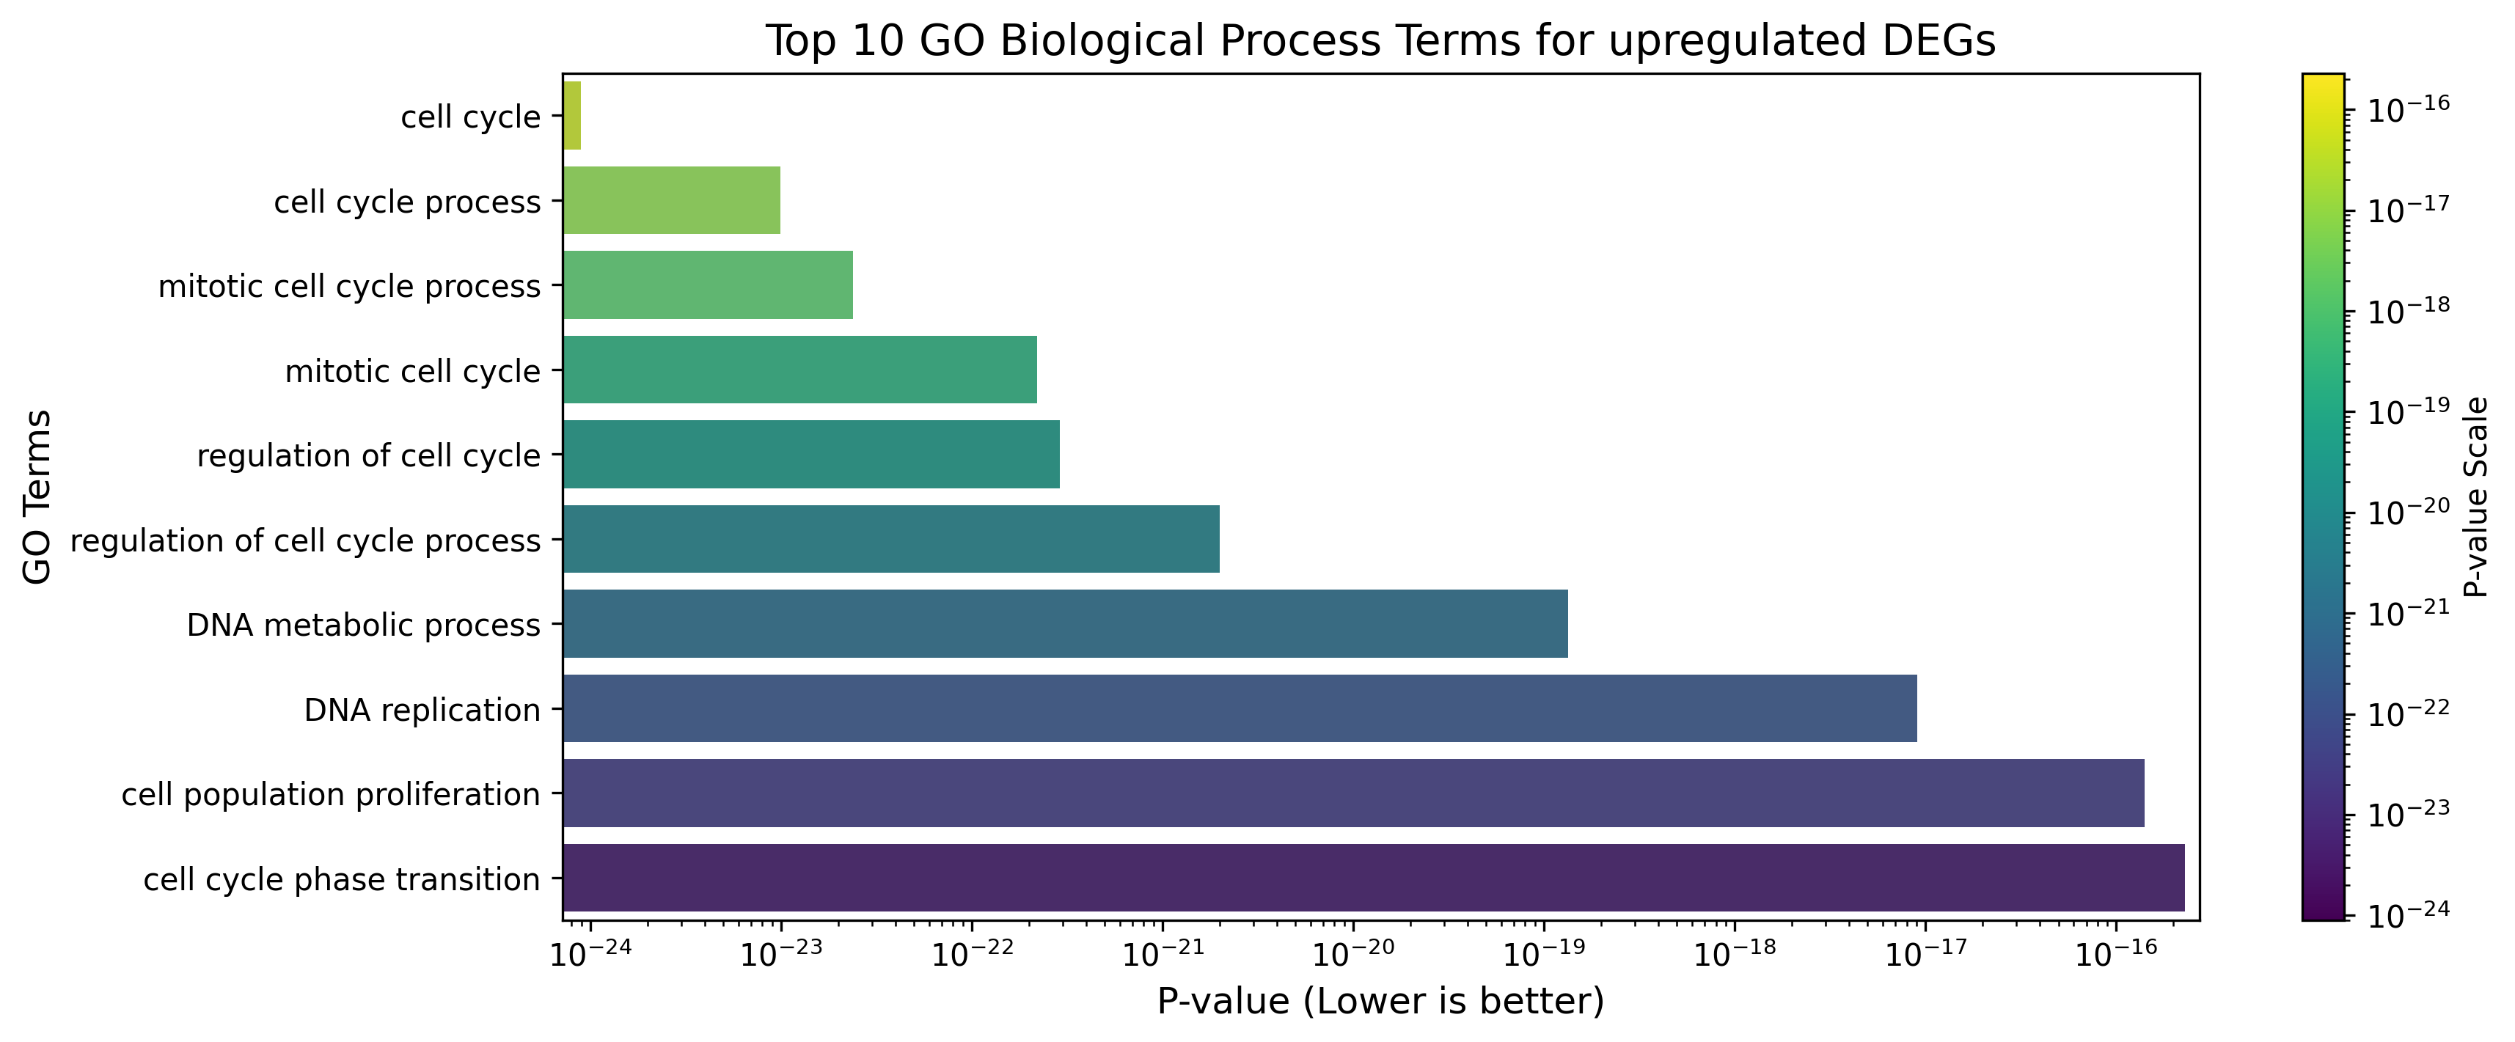 Top 10 GO Biological Process Terms for upregulated DEGs
GO Terms
cell cycle
cell cycle process
mitotic cell cycle process
mitotic cell cycle
regulation of cell cycle
regulation of cell cycle process
DNA metabolic process
DNA replication
cell population proliferation
cell cycle phase transition
10⁻²⁴ 10⁻²³ 10⁻²² 10⁻²¹ 10⁻²⁰ 10⁻¹⁹ 10⁻¹⁸ 10⁻¹⁷ 10⁻¹⁶
P-value (Lower is better)
10⁻¹⁶
10⁻¹⁷
10⁻¹⁸
10⁻¹⁹
10⁻²⁰
10⁻²¹
10⁻²²
10⁻²³
10⁻²⁴
P-value Scale